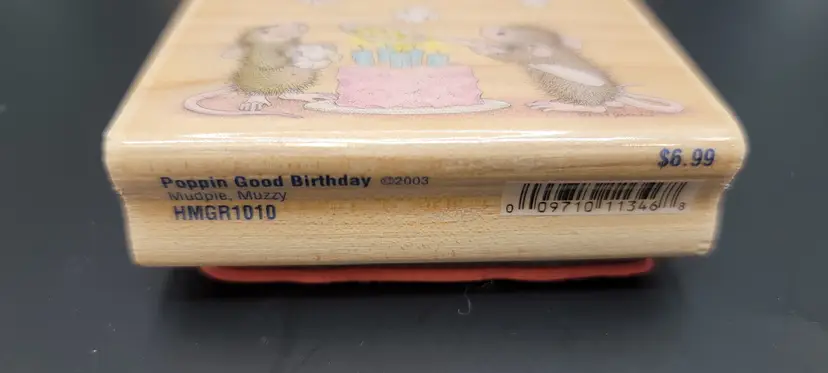 $6.99
Poppin Good Birthday ©2003
Mudpie, Muzzy
HMGR1010
0 09710 11346 8